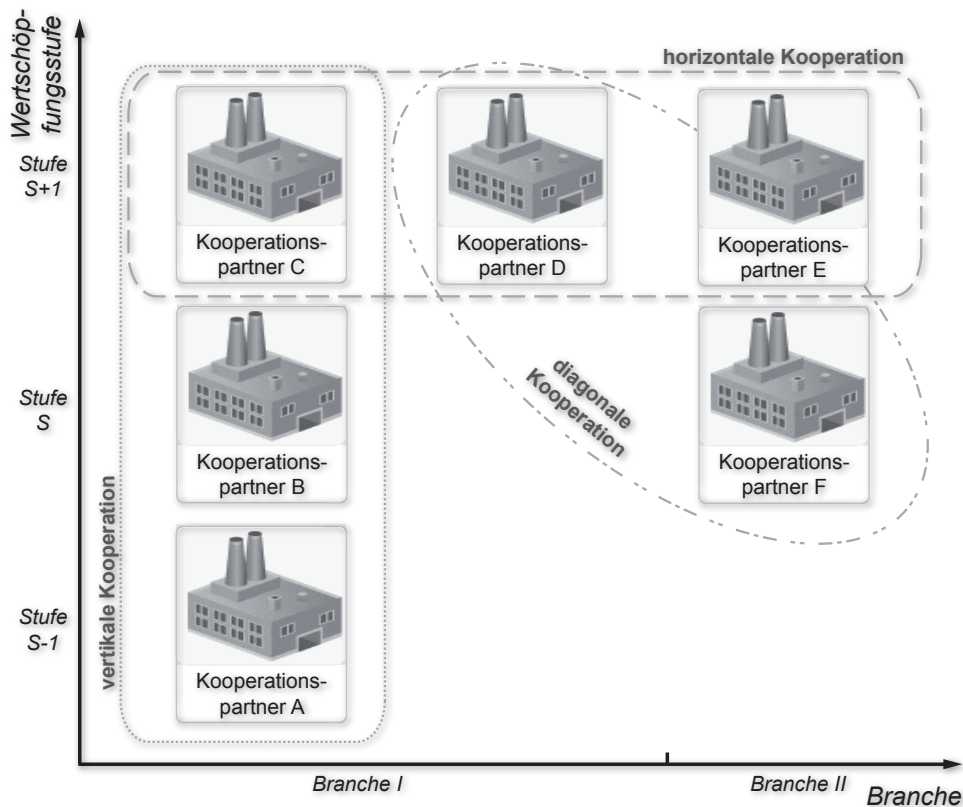 Wertschöp-
fungsstufe
horizontale Kooperation
Stufe
S+1
Kooperations-
partner C
Kooperations-
partner D
Kooperations-
partner E
diagonale
Kooperation
Stufe
S
Kooperations-
partner B
Kooperations-
partner F
vertikale Kooperation
Stufe
S-1
Kooperations-
partner A
Branche I
Branche II
Branche